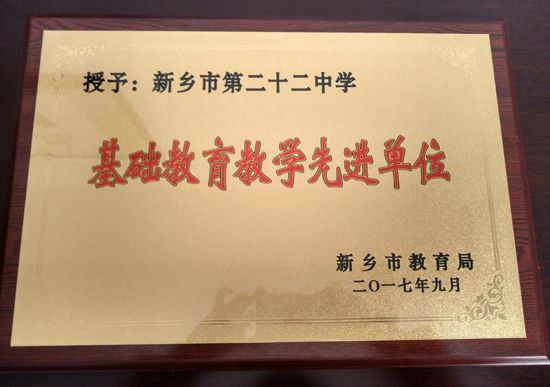 授予：新乡市第二十二中学
基础教育教学先进单位
新乡市教育局
二〇一七年九月